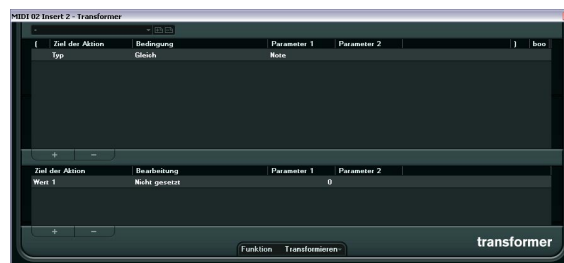 MIDI 02 Insert 2 - Transformer
-
( Ziel der Aktion Bedingung Parameter 1 Parameter 2 ) boo
Typ Gleich Note
+ -
Ziel der Aktion Bearbeitung Parameter 1 Parameter 2
Wert 1 Nicht gesetzt 0
+ -
Funktion Transformieren
transformer